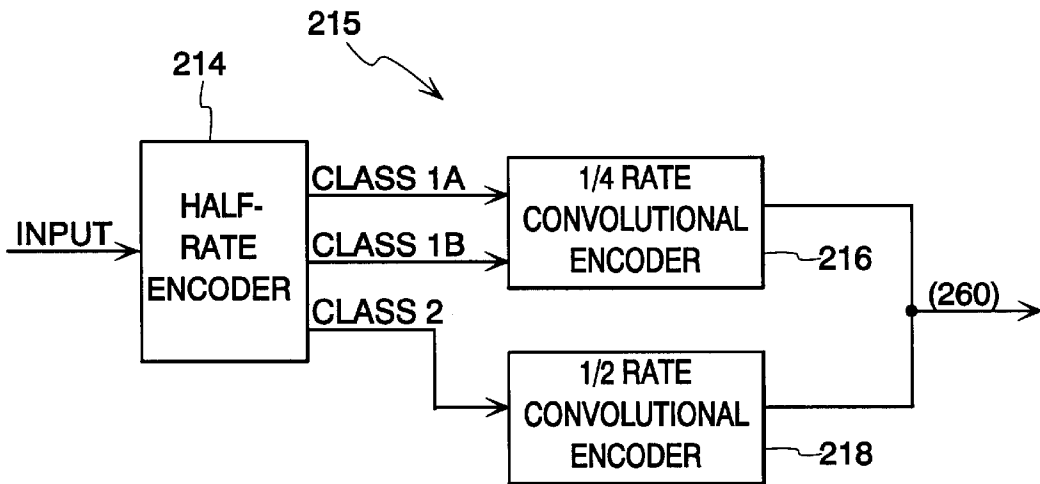 215
214
INPUT
HALF-
RATE
ENCODER
CLASS 1A
CLASS 1B
CLASS 2
1/4 RATE
CONVOLUTIONAL
ENCODER
216
(260)
1/2 RATE
CONVOLUTIONAL
ENCODER
218